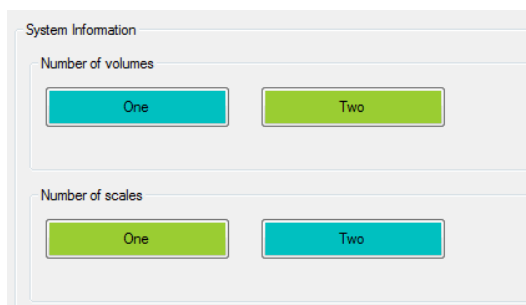 System Information
Number of volumes
One Two
Number of scales
One Two